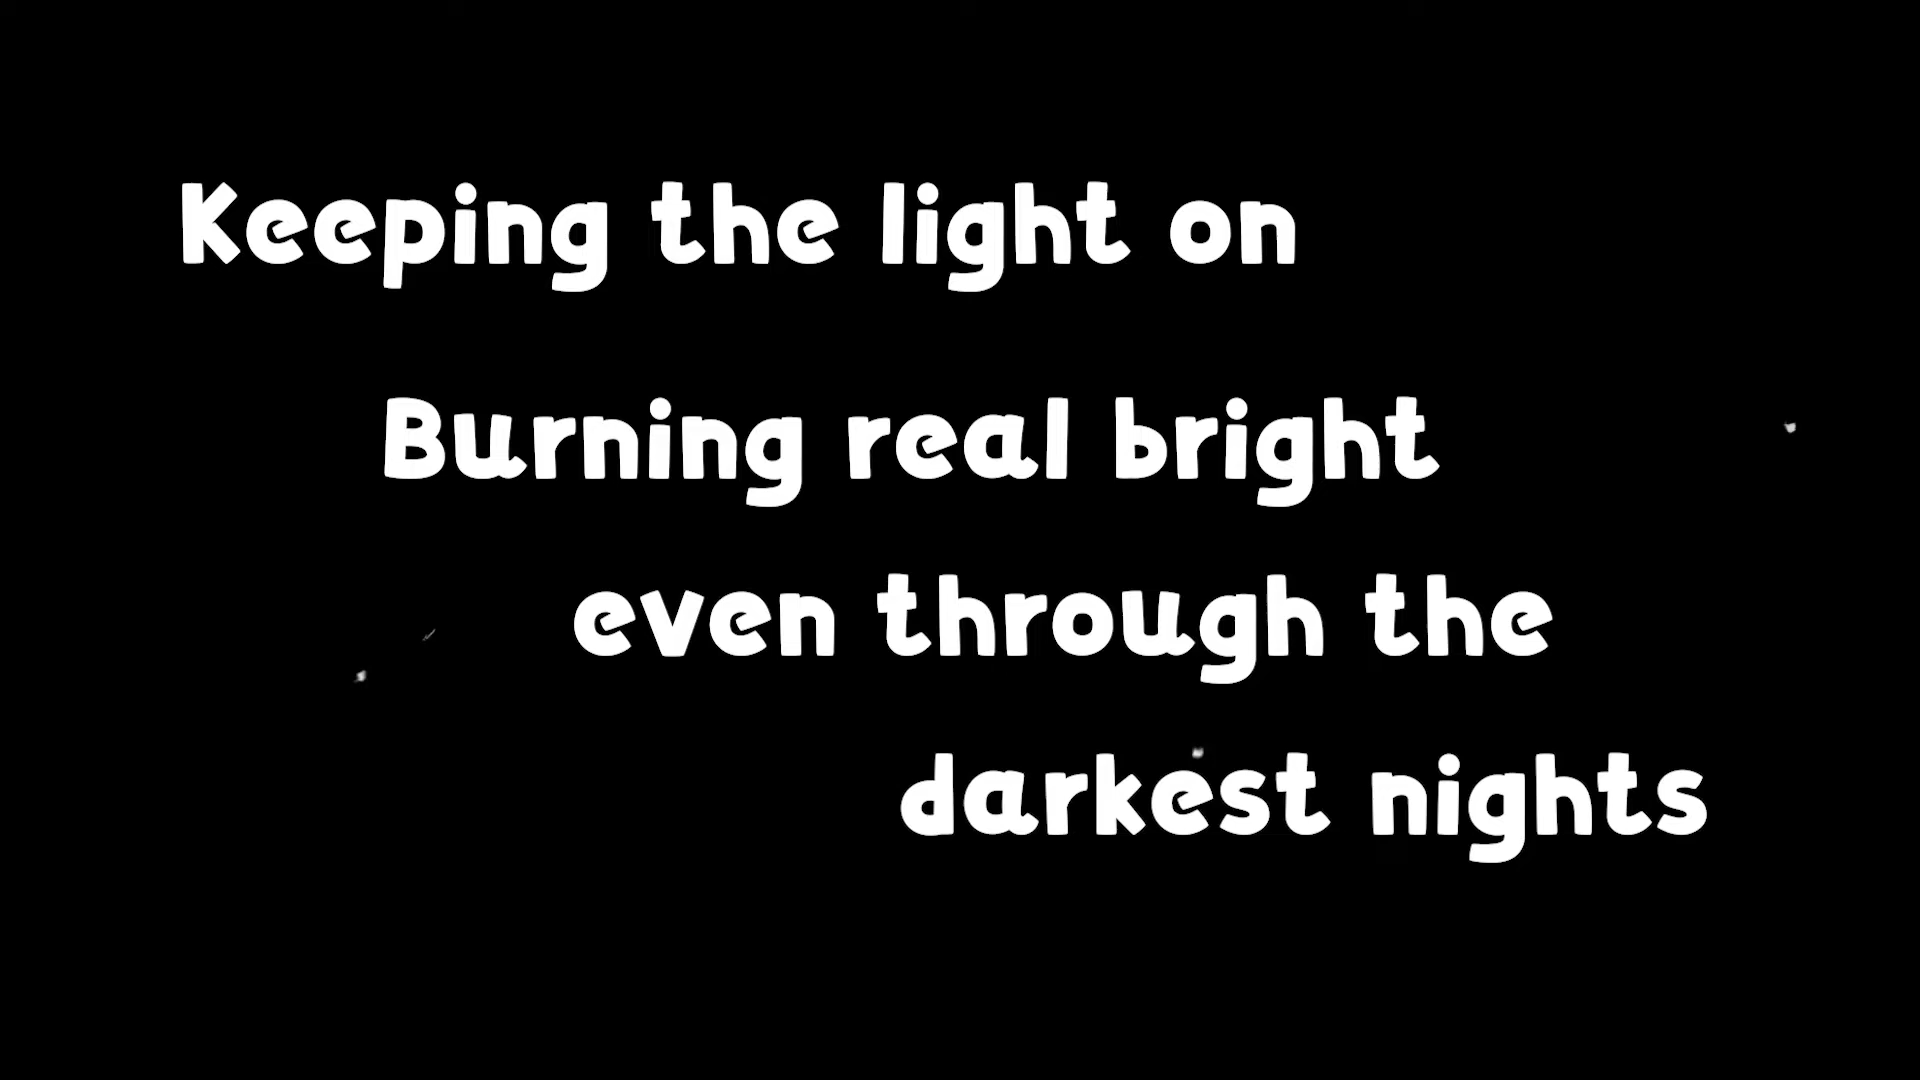 Keeping the light on
Burning real bright
even through the
darkest nights